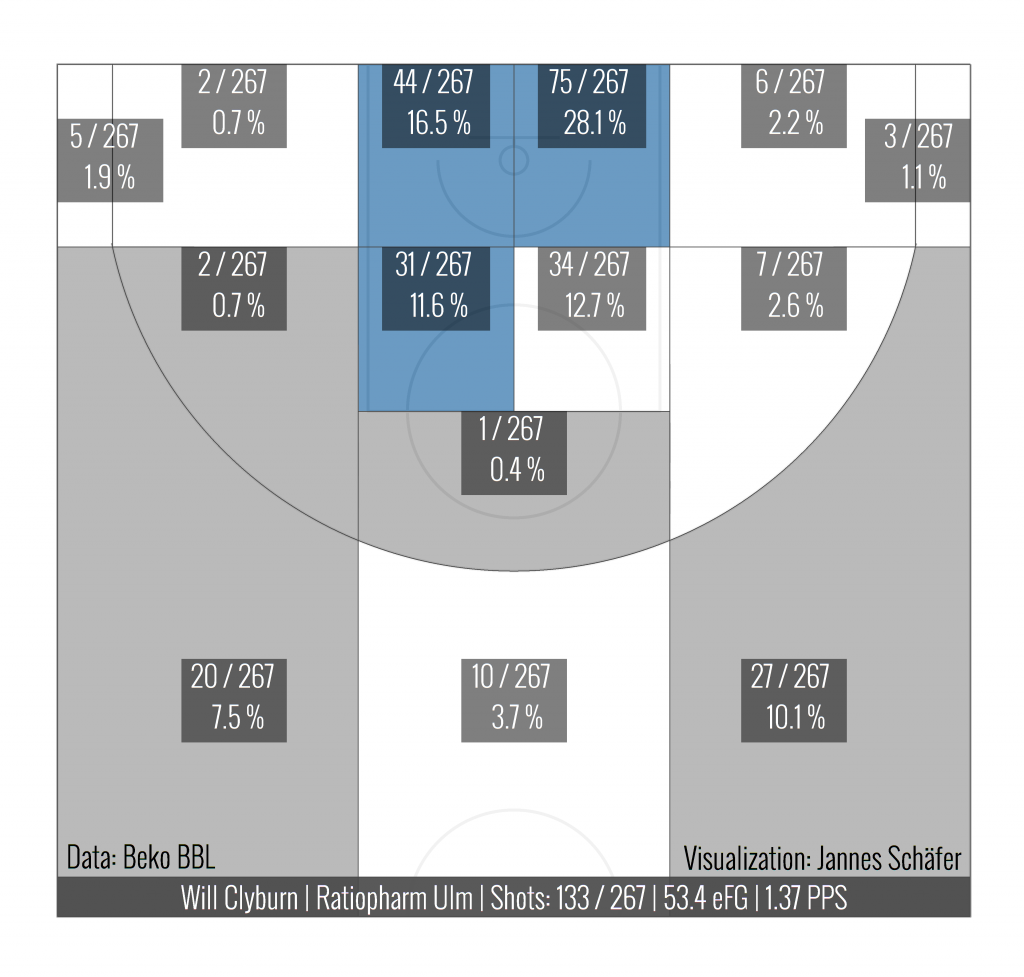 2 / 267
0.7 %
44 / 267
16.5 %
75 / 267
28.1 %
6 / 267
2.2 %
5 / 267
1.9 %
3 / 267
1.1 %
2 / 267
0.7 %
31 / 267
11.6 %
34 / 267
12.7 %
7 / 267
2.6 %
1 / 267
0.4 %
20 / 267
7.5 %
10 / 267
3.7 %
27 / 267
10.1 %
Data: Beko BBL
Visualization: Jannes Schäfer
Will Clyburn | Ratiopharm Ulm | Shots: 133 / 267 | 53.4 eFG | 1.37 PPS